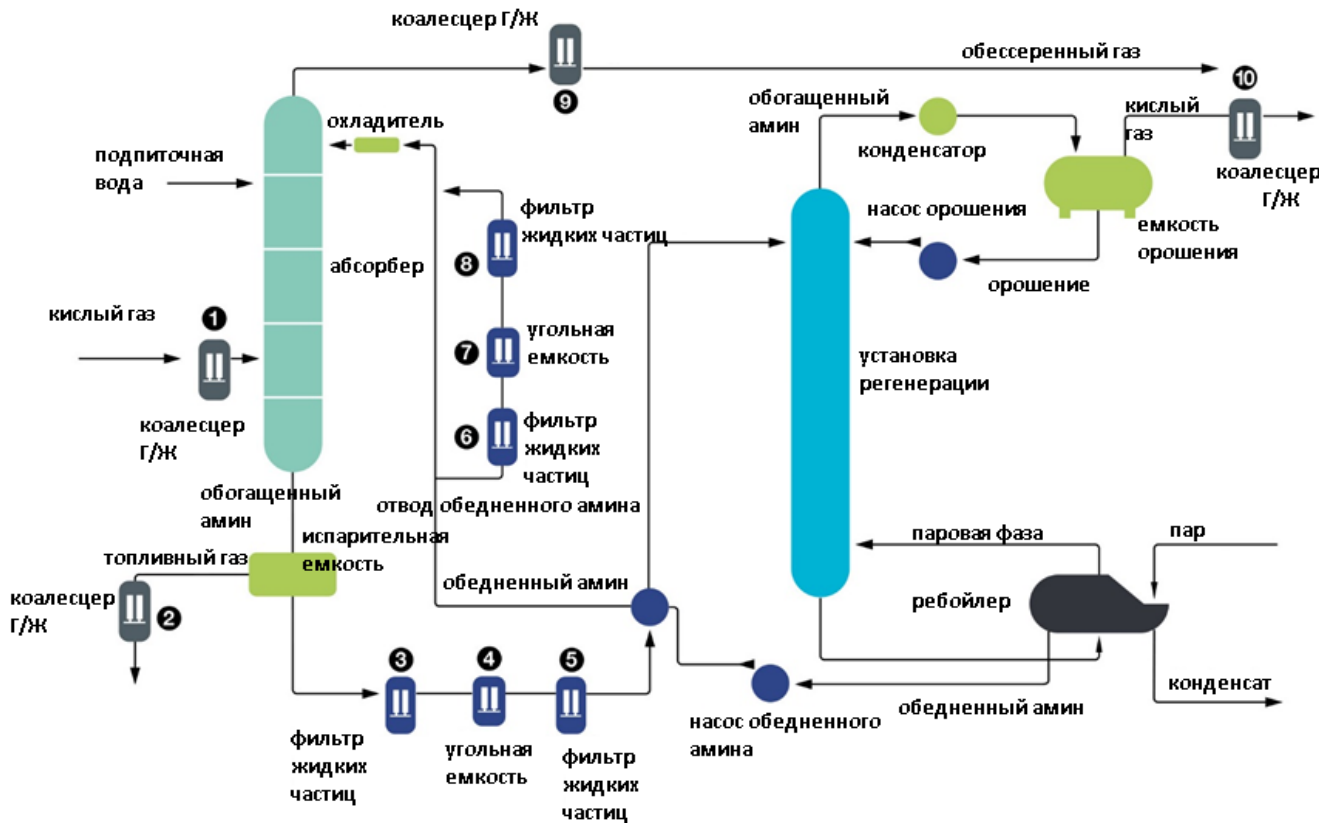 коалесцер Г/Ж
9
обессеренный газ
10
обогащенный
амин
кислый
газ
коалесцер
Г/Ж
охладитель
конденсатор
подпиточная
вода
фильтр
жидких частиц
8
насос орошения
емкость
орошения
орошение
абсорбер
кислый газ
1
коалесцер
Г/Ж
7
угольная
емкость
установка
регенерации
6
фильтр
жидких
частиц
обогащенный
амин
отвод обедненного амина
испарительная
емкость
топливный газ
коалесцер
Г/Ж
2
обедненный амин
паровая фаза
пар
ребойлер
3
4
5
фильтр
жидких
частиц
угольная
емкость
фильтр
жидких
частиц
насос обедненного
амина
обедненный амин
конденсат